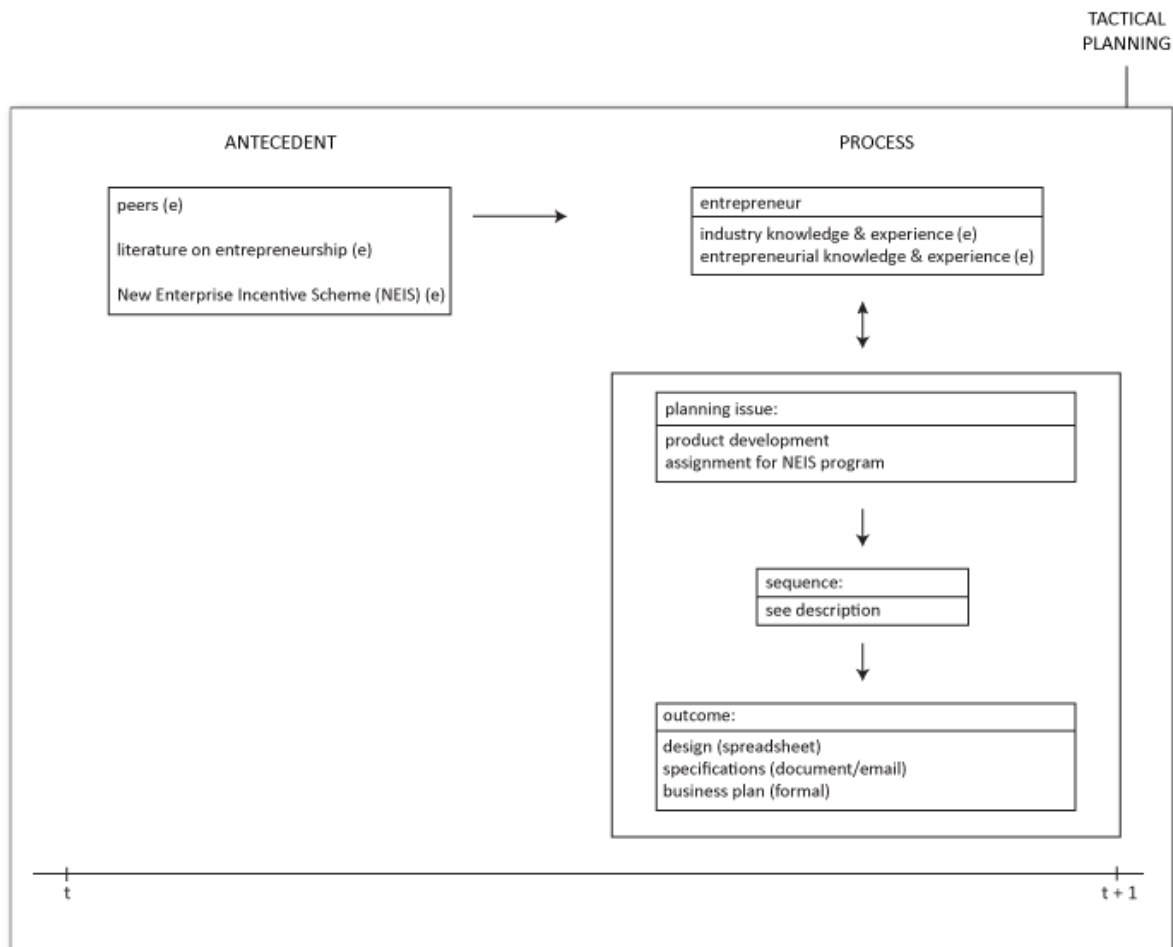 TACTICAL
PLANNING
ANTECEDENT
PROCESS
peers (e)
literature on entrepreneurship (e)
New Enterprise Incentive Scheme (NEIS) (e)
entrepreneur
industry knowledge & experience (e)
entrepreneurial knowledge & experience (e)
planning issue:
product development
assignment for NEIS program
sequence:
see description
outcome:
design (spreadsheet)
specifications (document/email)
business plan (formal)
t
t + 1